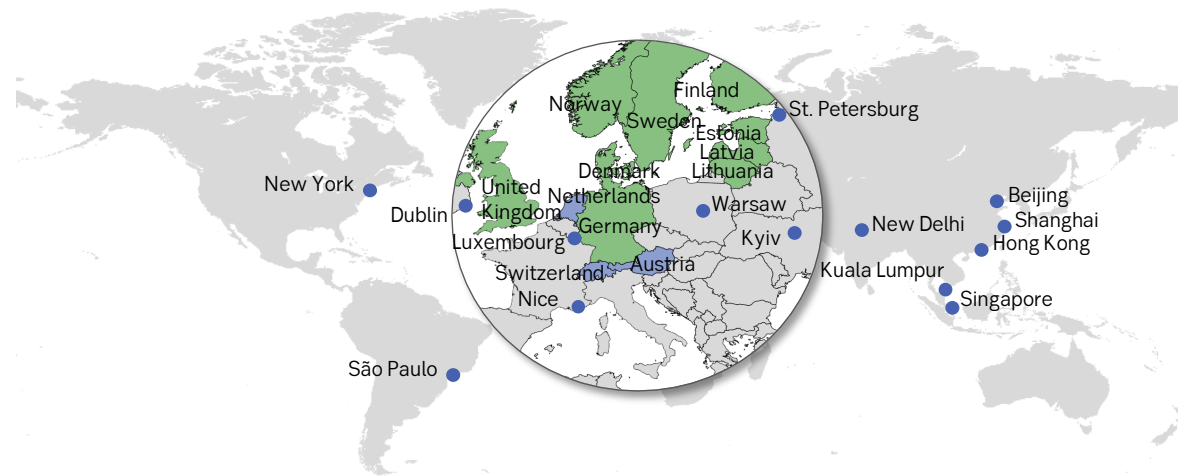 Norway
Finland
Sweden
St. Petersburg
Estonia
Latvia
Denmark
Lithuania
New York
United
Kingdom
Netherlands
Warsaw
Beijing
Dublin
Germany
New Delhi
Shanghai
Luxembourg
Kyiv
Hong Kong
Switzerland
Austria
Kuala Lumpur
Nice
Singapore
São Paulo